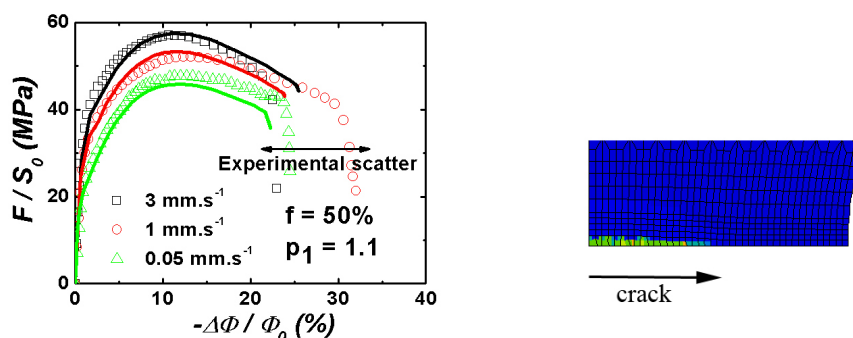 60
40
20
0
F / S₀ (MPa)
Experimental scatter
3 mm.s⁻¹
1 mm.s⁻¹
0.05 mm.s⁻¹
f = 50%
p₁ = 1.1
0 10 20 30 40
-ΔΦ / Φ₀ (%)
crack